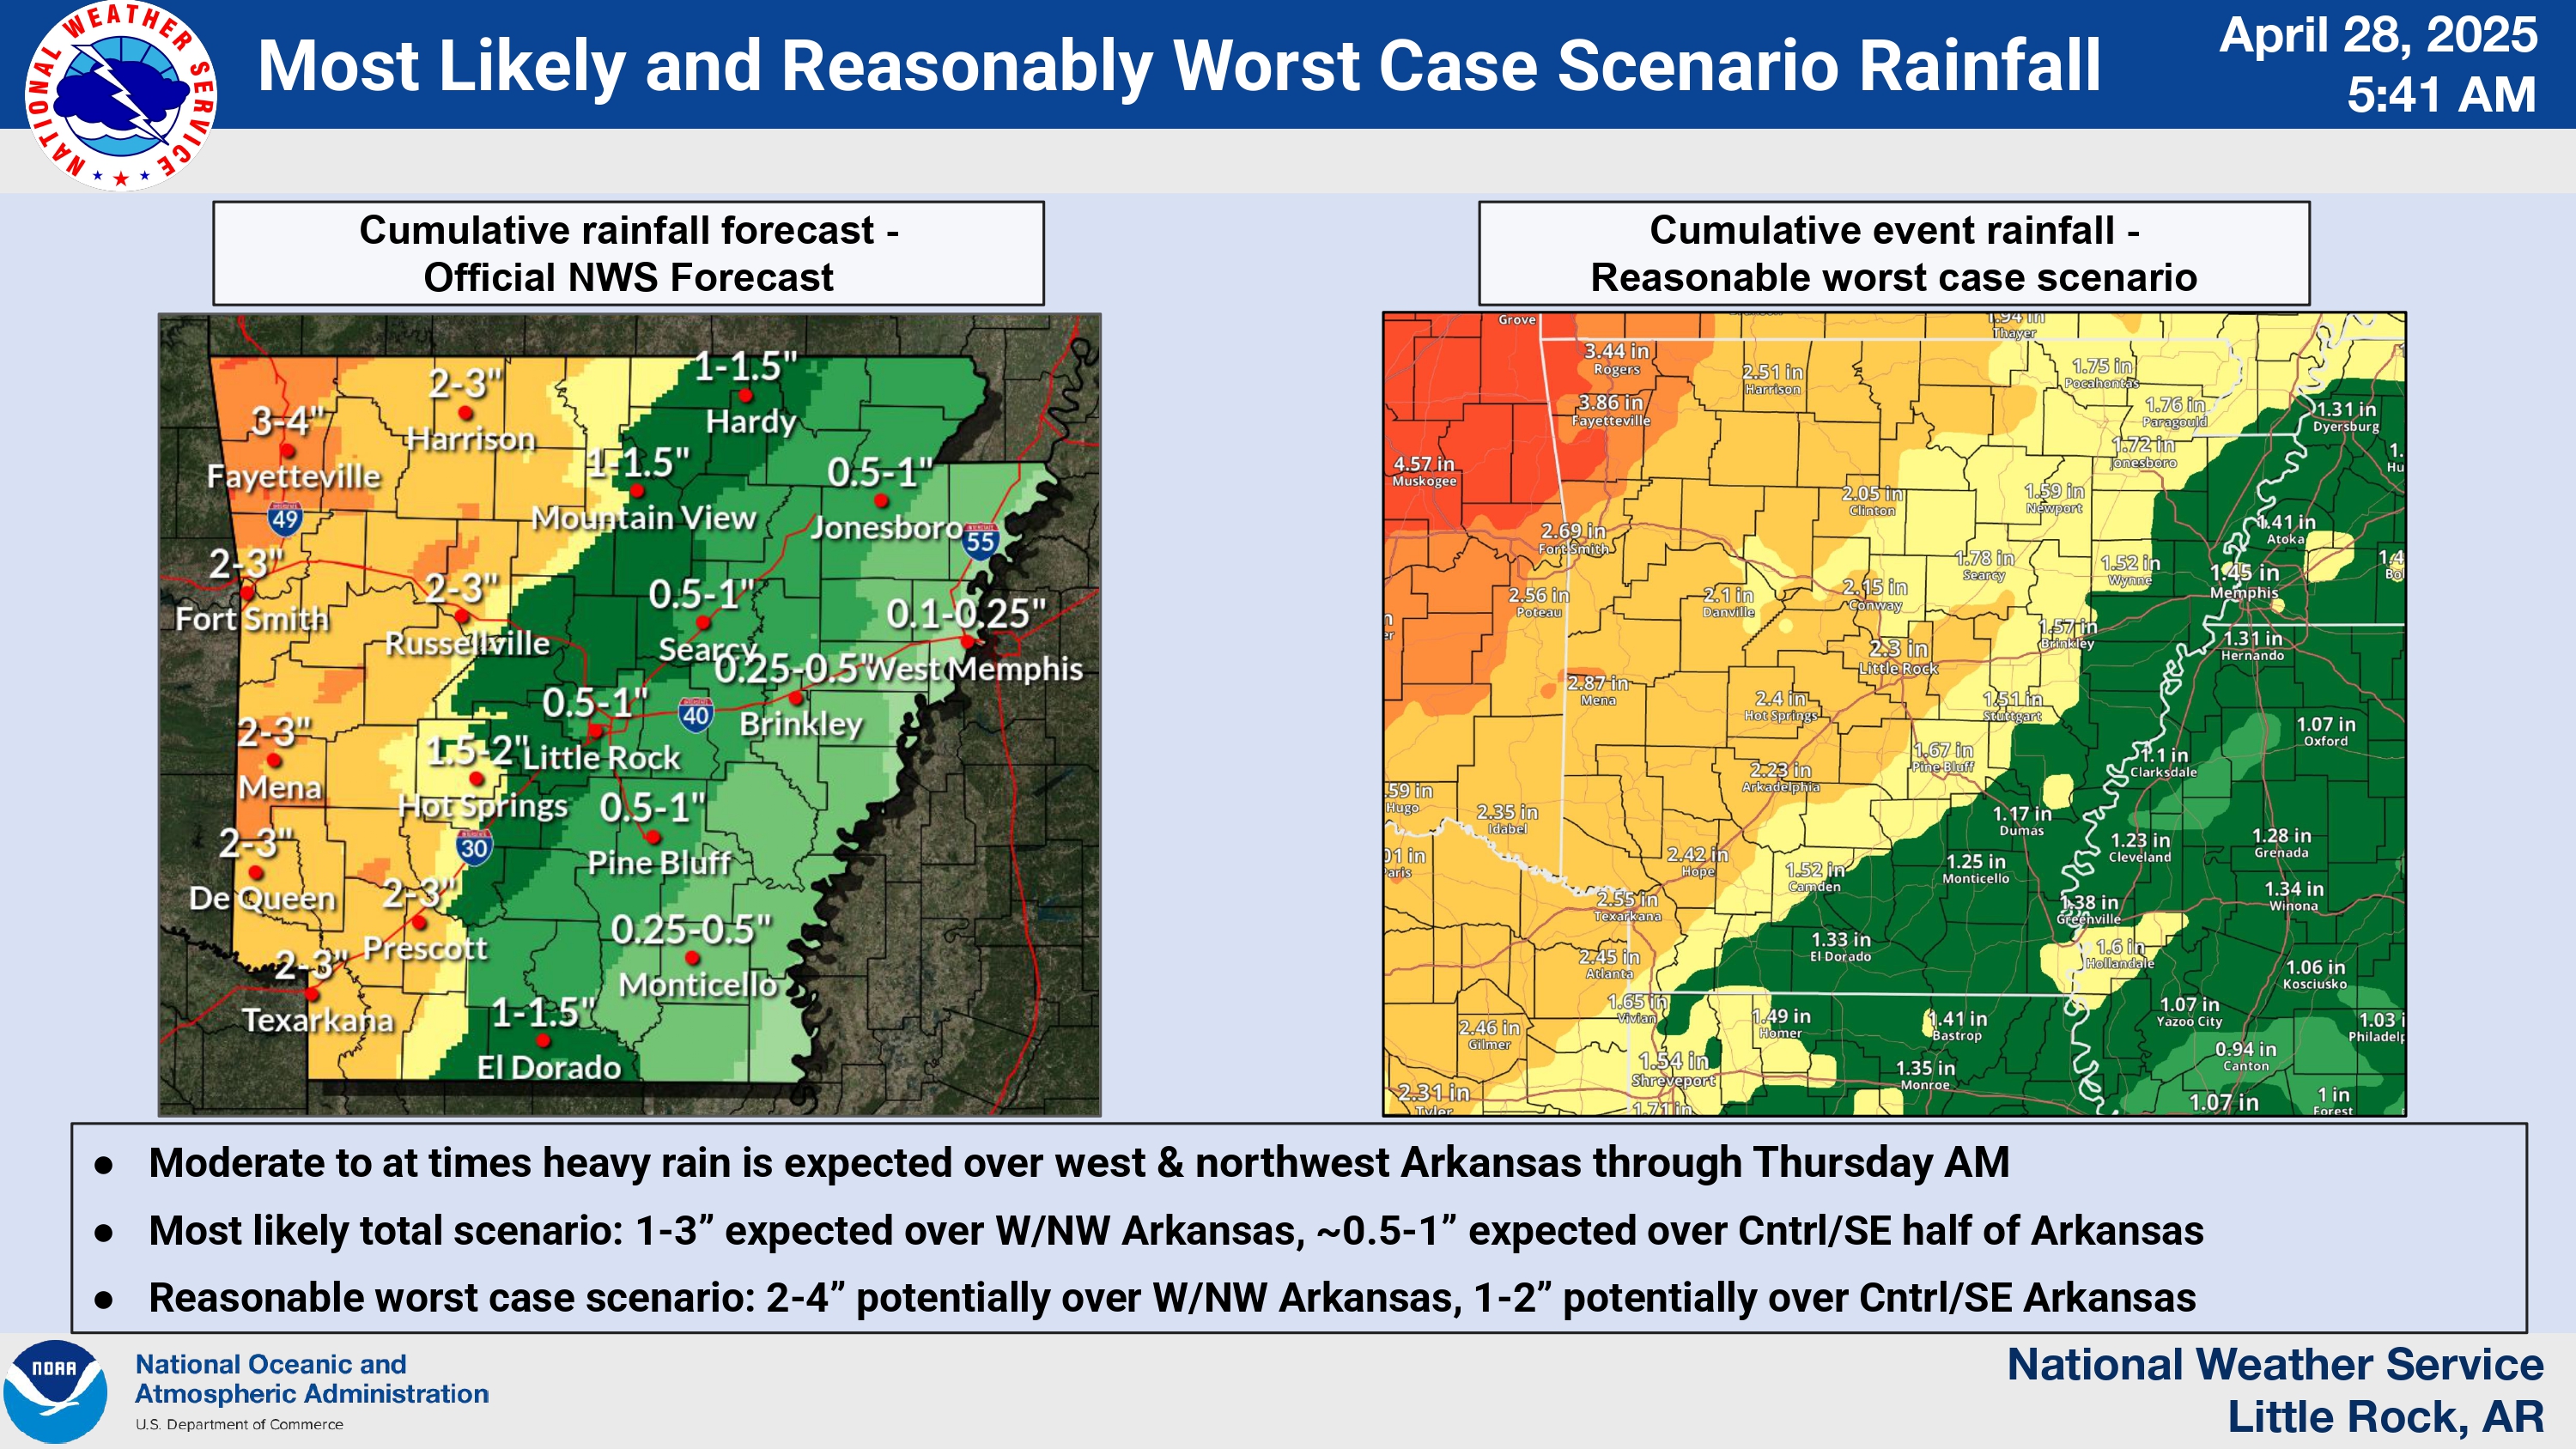 NATIONAL WEATHER SERVICE
Most Likely and Reasonably Worst Case Scenario Rainfall
April 28, 2025
5:41 AM
Cumulative rainfall forecast -
Official NWS Forecast
1-1.5"
Hardy
2-3"
Harrison
3-4"
Fayetteville
1-1.5"
Mountain View
0.5-1"
Jonesboro
49
55
2-3"
Fort Smith
2-3"
Russellville
0.5-1"
Searcy
0.1-0.25"
West Memphis
0.25-0.5"
Brinkley
0.5-1"
Little Rock
40
2-3"
Mena
1.5-2"
Hot Springs
0.5-1"
Pine Bluff
30
2-3"
De Queen
2-3"
Prescott
0.25-0.5"
Monticello
2-3"
Texarkana
1-1.5"
El Dorado
Cumulative event rainfall -
Reasonable worst case scenario
Grove
1.94 in
Thayer
3.44 in
Rogers
2.51 in
Harrison
1.75 in
Pocahontas
3.86 in
Fayetteville
1.76 in
Paragould
1.31 in
Dyersburg
1.72 in
Jonesboro
4.57 in
Muskogee
2.05 in
Clinton
1.59 in
Newport
1.41 in
Atoka
2.69 in
Fort Smith
1.78 in
Searcy
1.52 in
Wynne
1.45 in
Memphis
2.56 in
Poteau
2.1 in
Danville
2.15 in
Conway
1.57 in
Brinkley
1.31 in
Hernando
2.3 in
Little Rock
2.87 in
Mena
2.4 in
Hot Springs
1.51 in
Stuttgart
1.07 in
Oxford
1.67 in
Pine Bluff
1.1 in
Clarksdale
2.23 in
Arkadelphia
59 in
Hugo
2.35 in
Idabel
1.17 in
Dumas
1.23 in
Cleveland
1.28 in
Grenada
01 in
aris
2.42 in
Hope
1.52 in
Camden
1.25 in
Monticello
1.34 in
Winona
2.55 in
Texarkana
1.38 in
Greenville
1.33 in
El Dorado
1.6 in
Hollandale
2.45 in
Atlanta
1.06 in
Kosciusko
1.65 in
Vivian
1.49 in
Homer
1.41 in
Bastrop
1.07 in
Yazoo City
1.03 i
Philadelp
2.46 in
Gilmer
0.94 in
Canton
1.54 in
Shreveport
1.35 in
Monroe
2.31 in
Tyler
1.71 in
1.07 in
1 in
Forest
● Moderate to at times heavy rain is expected over west & northwest Arkansas through Thursday AM
● Most likely total scenario: 1-3” expected over W/NW Arkansas, ~0.5-1” expected over Cntrl/SE half of Arkansas
● Reasonable worst case scenario: 2-4” potentially over W/NW Arkansas, 1-2” potentially over Cntrl/SE Arkansas
NOAA
National Oceanic and
Atmospheric Administration
U.S. Department of Commerce
National Weather Service
Little Rock, AR